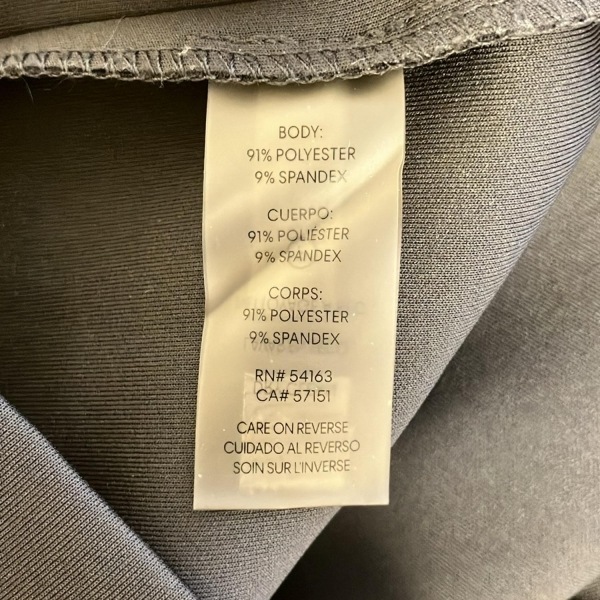 BODY:
91% POLYESTER
9% SPANDEX
CUERPO:
91% POLIÉSTER
9% SPANDEX
CORPS:
91% POLYESTER
9% SPANDEX
RN# 54163
CA# 57151
CARE ON REVERSE
CUIDADO AL REVERSO
SOIN SUR L'INVERSE